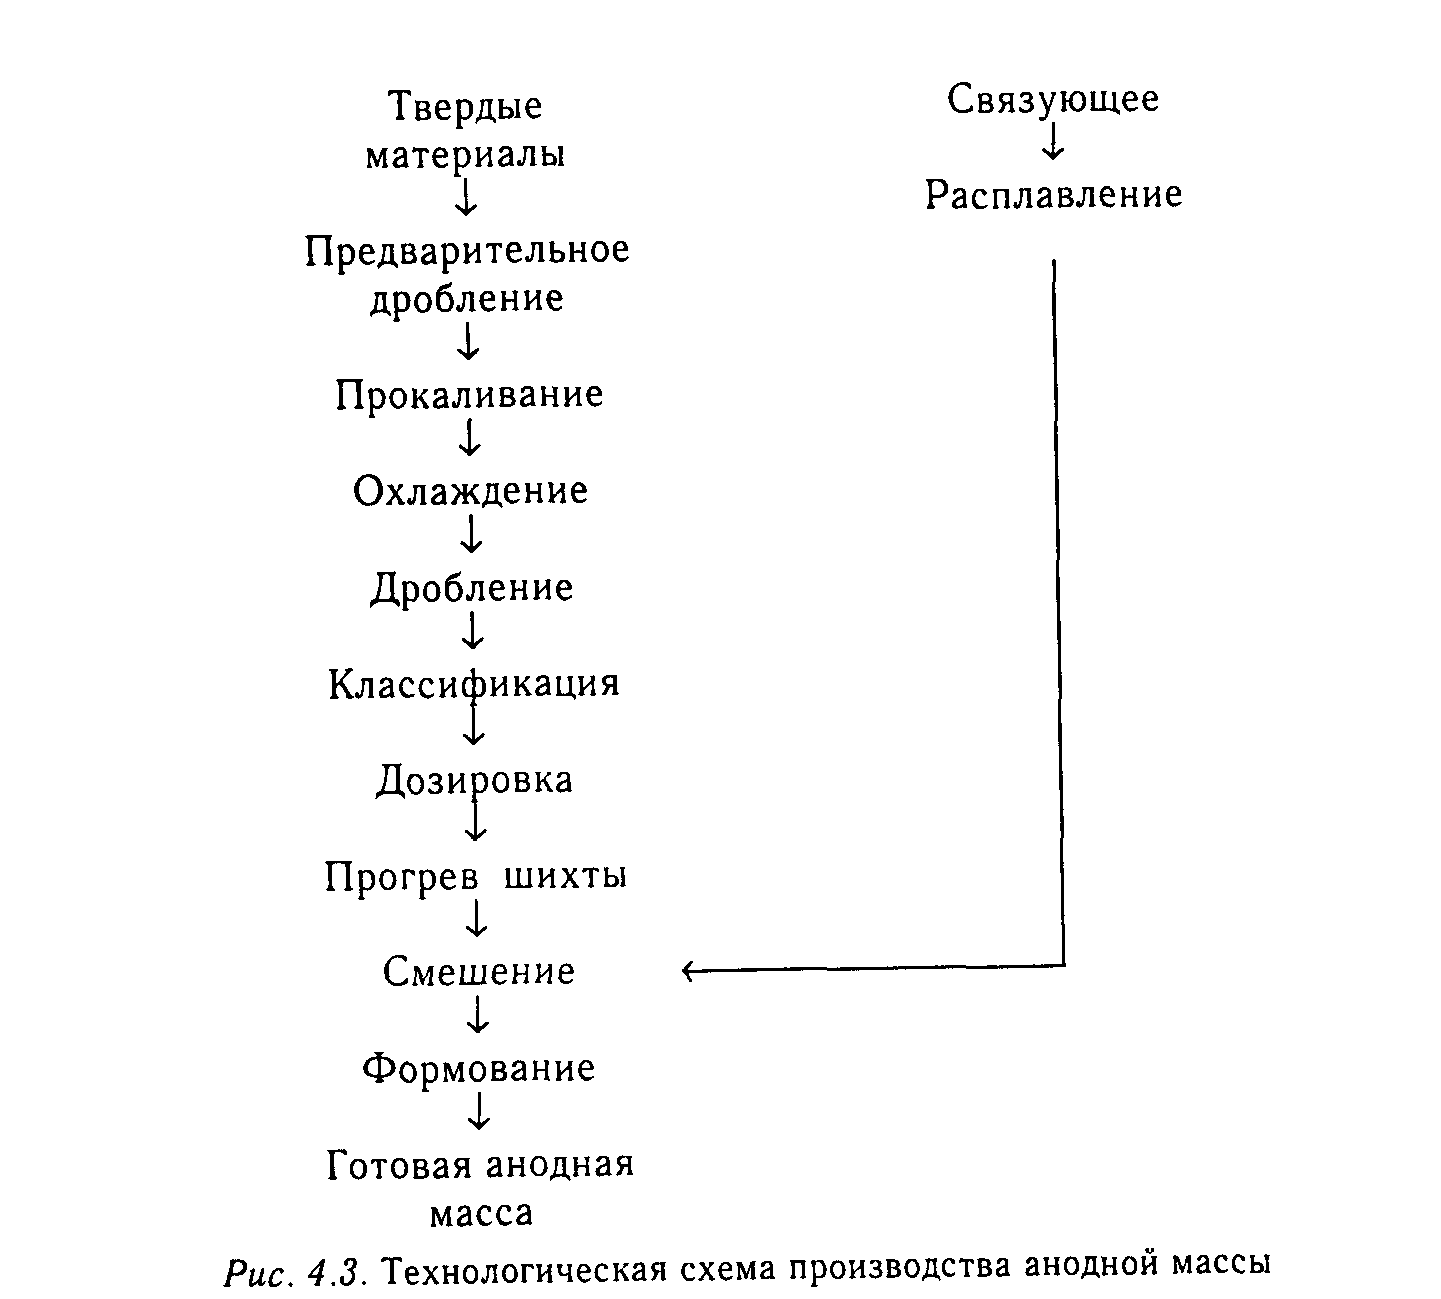 Твердые
материалы
Предварительное
дробление
Прокаливание
Охлаждение
Дробление
Классификация
Дозировка
Прогрев шихты
Смешение
Формование
Готовая анодная
масса
Связующее
Расплавление
Рис. 4.3. Технологическая схема производства анодной массы